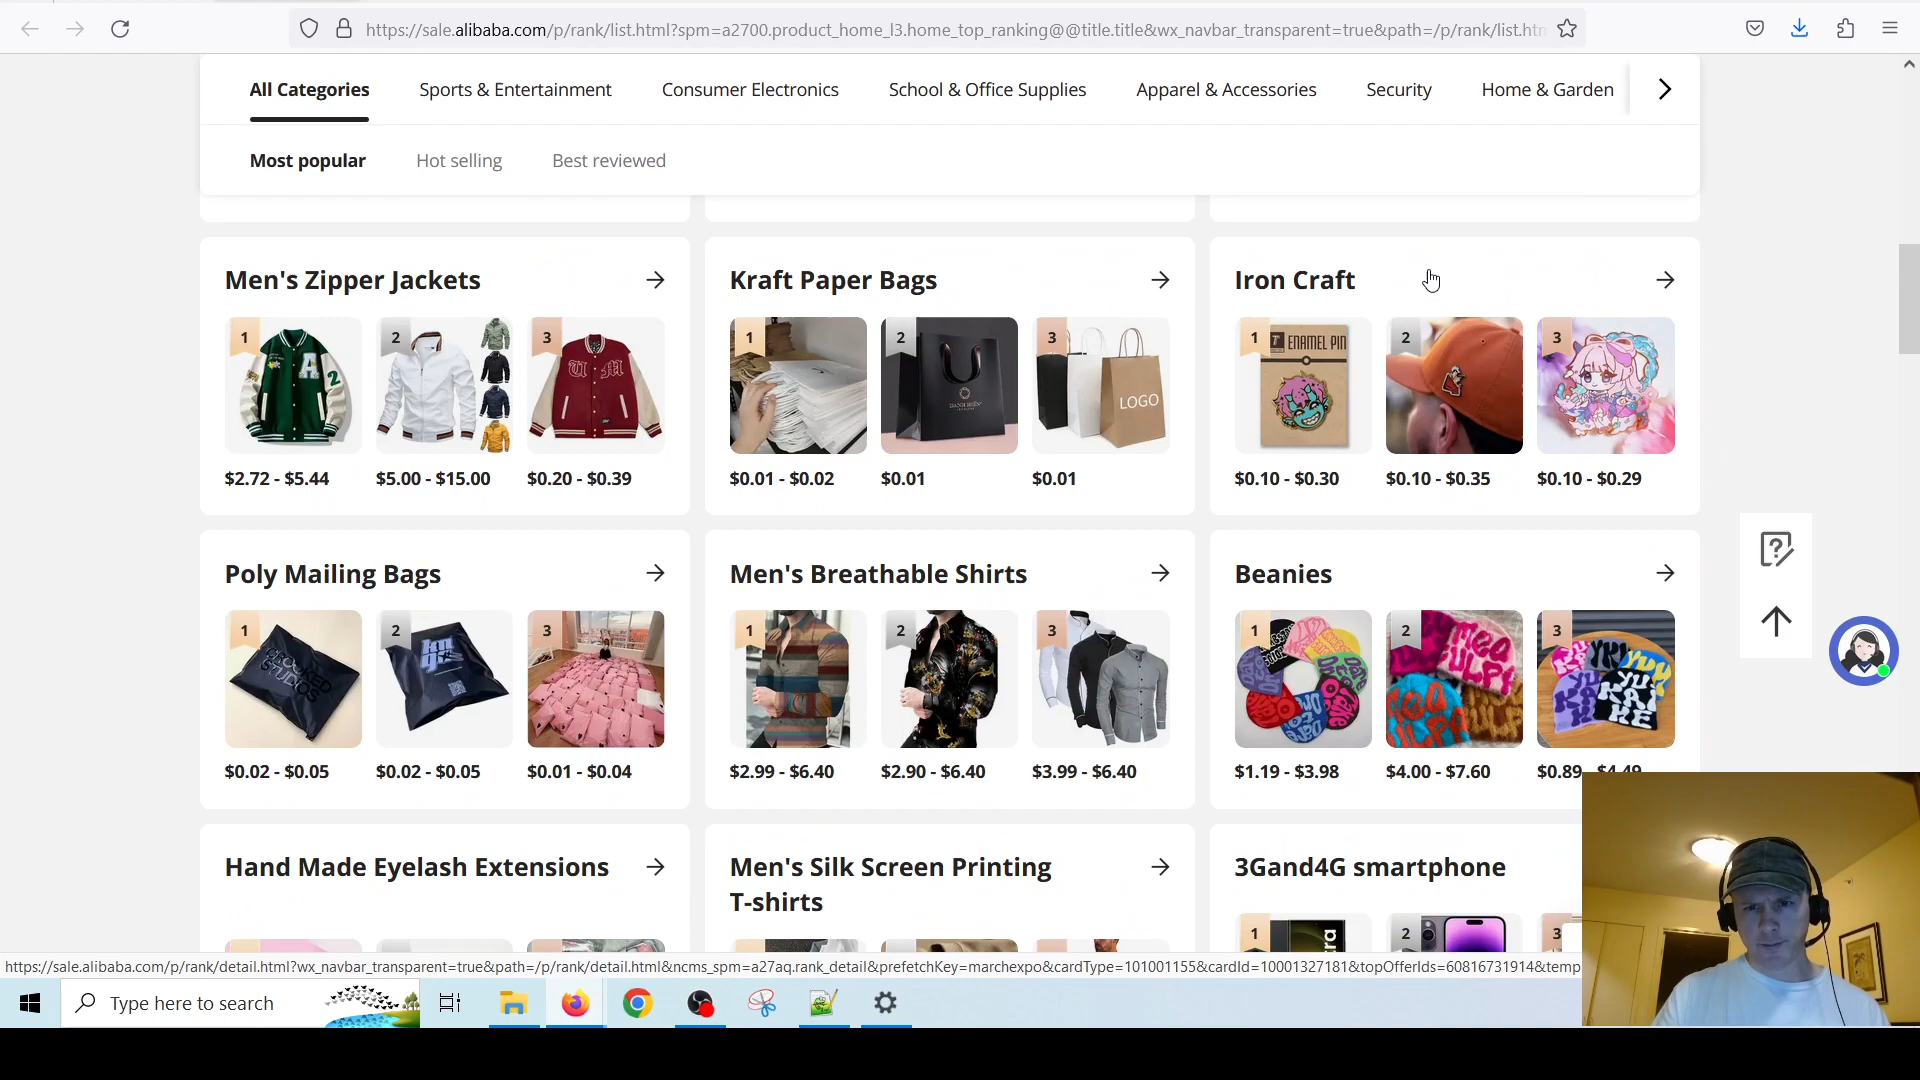 https://sale.alibaba.com/p/rank/list.html?spm=a2700.product_home_l3.home_top_ranking@@title.title&wx_navbar_transparent=true&path=/p/rank/list.htm
All Categories
Sports & Entertainment
Consumer Electronics
School & Office Supplies
Apparel & Accessories
Security
Home & Garden
Most popular
Hot selling
Best reviewed
Men's Zipper Jackets
1
2
3
$2.72 - $5.44
$5.00 - $15.00
$0.20 - $0.39
Kraft Paper Bags
1
2
3
LOGO
$0.01 - $0.02
$0.01
$0.01
Iron Craft
1
ENAMEL PIN
2
3
$0.10 - $0.30
$0.10 - $0.35
$0.10 - $0.29
Poly Mailing Bags
1
2
3
$0.02 - $0.05
$0.02 - $0.05
$0.01 - $0.04
Men's Breathable Shirts
1
2
3
$2.99 - $6.40
$2.90 - $6.40
$3.99 - $6.40
Beanies
1
2
3
$1.19 - $3.98
$4.00 - $7.60
$0.89 - $4.49
Hand Made Eyelash Extensions
Men's Silk Screen Printing
T-shirts
3Gand4G smartphone
1
2
3
https://sale.alibaba.com/p/rank/detail.html?wx_navbar_transparent=true&path=/p/rank/detail.html&ncms_spm=a27aq.rank_detail&prefetchKey=marchexpo&cardType=101001155&cardId=10001327181&topOfferIds=60816731914&temp
Type here to search